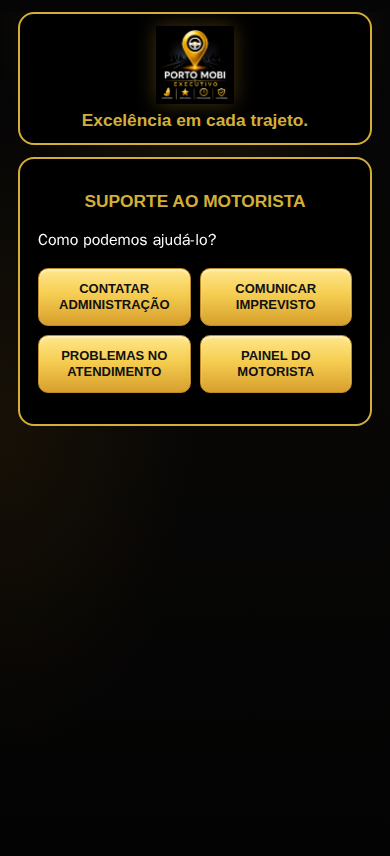 PORTO MOBI
EXECUTIVO
Excelência em cada trajeto.
SUPORTE AO MOTORISTA
Como podemos ajudá-lo?
CONTATAR
ADMINISTRAÇÃO
COMUNICAR
IMPREVISTO
PROBLEMAS NO
ATENDIMENTO
PAINEL DO
MOTORISTA